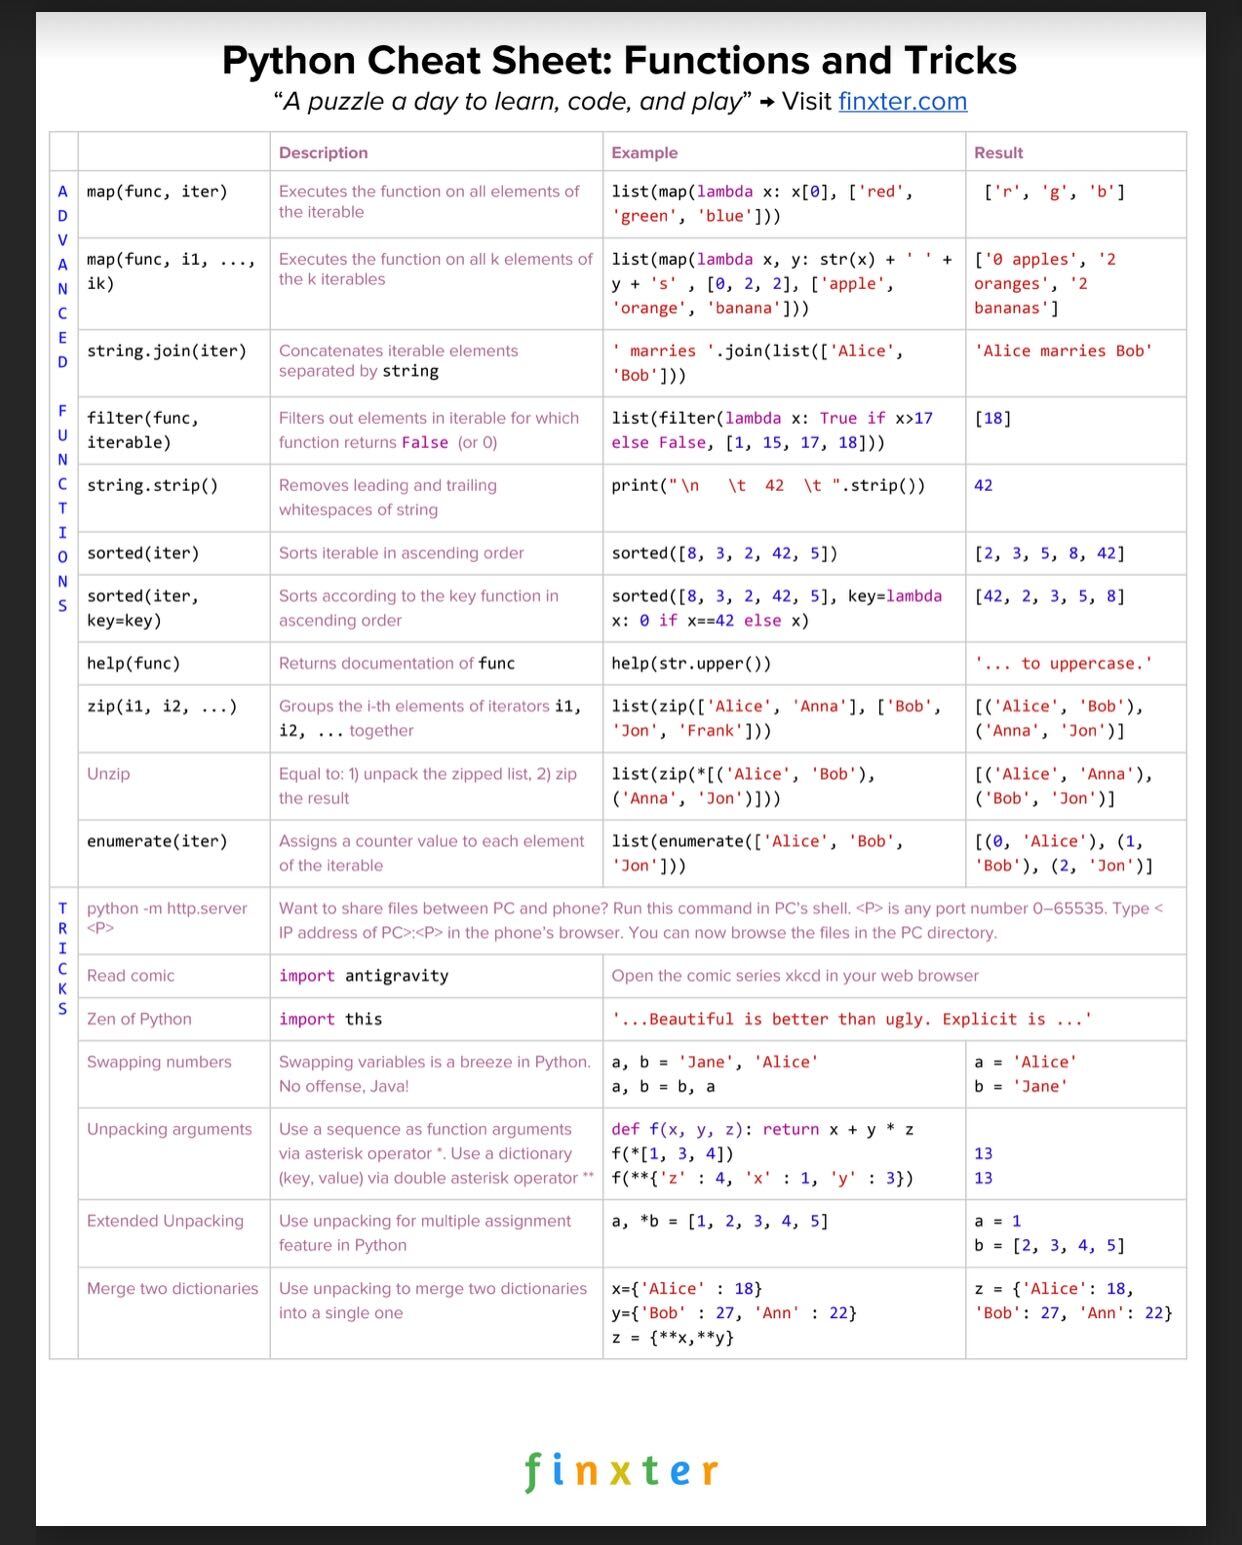 Python Cheat Sheet: Functions and Tricks
“A puzzle a day to learn, code, and play” → Visit finxter.com
Description Example Result
ADVANCED FUNCTIONS
map(func, iter)
Executes the function on all elements of
the iterable
list(map(lambda x: x[0], ['red',
'green', 'blue']))
['r', 'g', 'b']
map(func, i1, ...,
ik)
Executes the function on all k elements of
the k iterables
list(map(lambda x, y: str(x) + ' ' +
y + 's' , [0, 2, 2], ['apple',
'orange', 'banana']))
['0 apples', '2
oranges', '2
bananas']
string.join(iter)
Concatenates iterable elements
separated by string
' marries '.join(list(['Alice',
'Bob']))
'Alice marries Bob'
filter(func,
iterable)
Filters out elements in iterable for which
function returns False (or 0)
list(filter(lambda x: True if x>17
else False, [1, 15, 17, 18]))
[18]
string.strip()
Removes leading and trailing
whitespaces of string
print("\n   \t  42  \t ".strip())
42
sorted(iter)
Sorts iterable in ascending order
sorted([8, 3, 2, 42, 5])
[2, 3, 5, 8, 42]
sorted(iter,
key=key)
Sorts according to the key function in
ascending order
sorted([8, 3, 2, 42, 5], key=lambda
x: 0 if x==42 else x)
[42, 2, 3, 5, 8]
help(func)
Returns documentation of func
help(str.upper())
'... to uppercase.'
zip(i1, i2, ...)
Groups the i-th elements of iterators i1,
i2, ... together
list(zip(['Alice', 'Anna'], ['Bob',
'Jon', 'Frank']))
[('Alice', 'Bob'),
('Anna', 'Jon')]
Unzip
Equal to: 1) unpack the zipped list, 2) zip
the result
list(zip(*[('Alice', 'Bob'),
('Anna', 'Jon')]))
[('Alice', 'Anna'),
('Bob', 'Jon')]
enumerate(iter)
Assigns a counter value to each element
of the iterable
list(enumerate(['Alice', 'Bob',
'Jon']))
[(0, 'Alice'), (1,
'Bob'), (2, 'Jon')]
TRICKS
python -m http.server
<P>
Want to share files between PC and phone? Run this command in PC’s shell. <P> is any port number 0–65535. Type <
IP address of PC>:<P> in the phone’s browser. You can now browse the files in the PC directory.
Read comic
import antigravity
Open the comic series xkcd in your web browser
Zen of Python
import this
'...Beautiful is better than ugly. Explicit is ...'
Swapping numbers
Swapping variables is a breeze in Python.
No offense, Java!
a, b = 'Jane', 'Alice'
a, b = b, a
a = 'Alice'
b = 'Jane'
Unpacking arguments
Use a sequence as function arguments
via asterisk operator *. Use a dictionary
(key, value) via double asterisk operator **
def f(x, y, z): return x + y * z
f(*[1, 3, 4])
f(**{'z' : 4, 'x' : 1, 'y' : 3})
13
13
Extended Unpacking
Use unpacking for multiple assignment
feature in Python
a, *b = [1, 2, 3, 4, 5]
a = 1
b = [2, 3, 4, 5]
Merge two dictionaries
Use unpacking to merge two dictionaries
into a single one
x={'Alice' : 18}
y={'Bob' : 27, 'Ann' : 22}
z = {**x,**y}
z = {'Alice': 18,
'Bob': 27, 'Ann': 22}
finxter